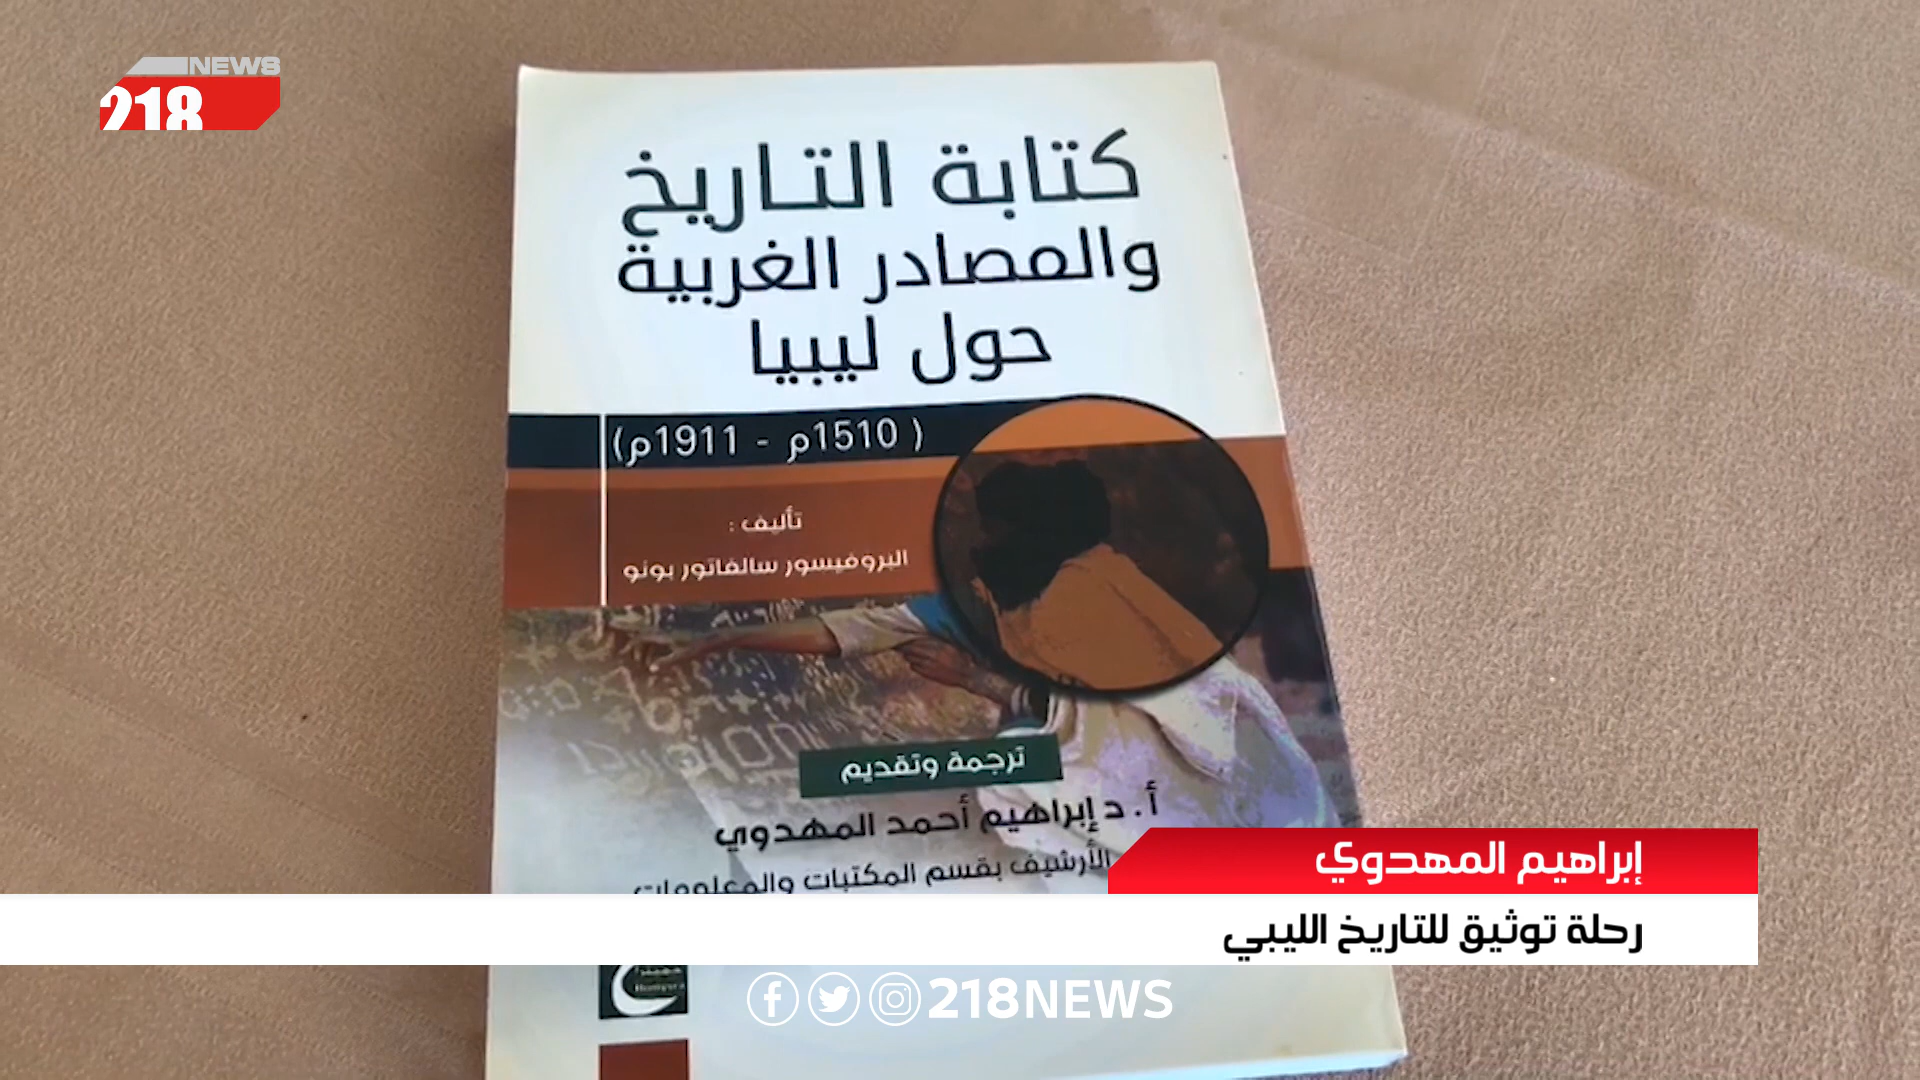 NEWS
218
كتابة التاريخ
والمصادر الغربية
حول ليبيا
( 1510م - 1911م)
تأليف :
البروفيسور سالفاتور بونو
ترجمة وتقديم
أ. د إبراهيم أحمد المهدوي
الأرشيف بقسم المكتبات والمعلومات
إبراهيم المهدوي
رحلة توثيق للتاريخ الليبي
218NEWS